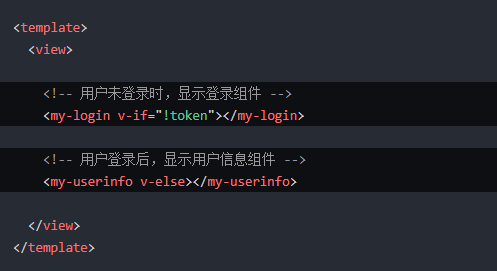 <template>
<view>
<!-- 用户未登录时，显示登录组件 -->
<my-login v-if="!token"></my-login>
<!-- 用户登录后，显示用户信息组件 -->
<my-userinfo v-else></my-userinfo>
</view>
</template>